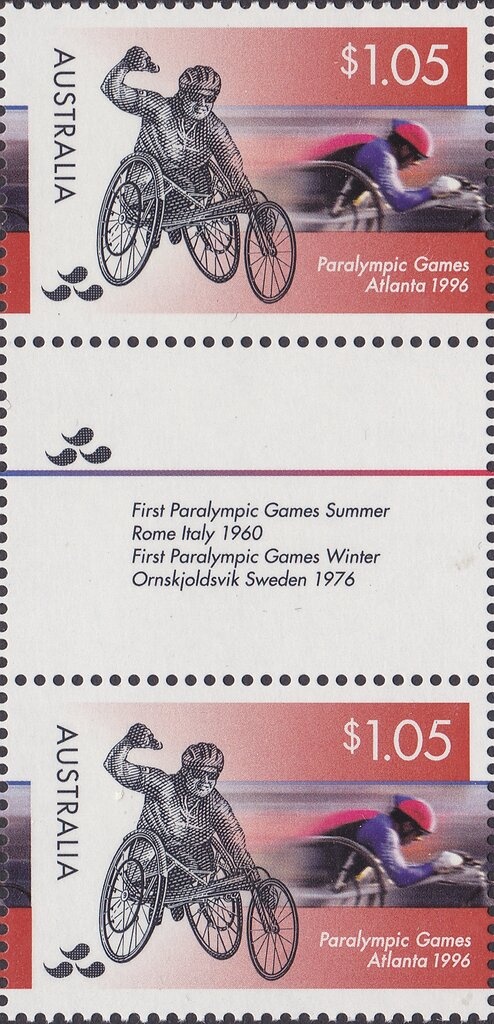 AUSTRALIA
$1.05
Paralympic Games
Atlanta 1996
First Paralympic Games Summer
Rome Italy 1960
First Paralympic Games Winter
Ornskjoldsvik Sweden 1976
AUSTRALIA
$1.05
Paralympic Games
Atlanta 1996